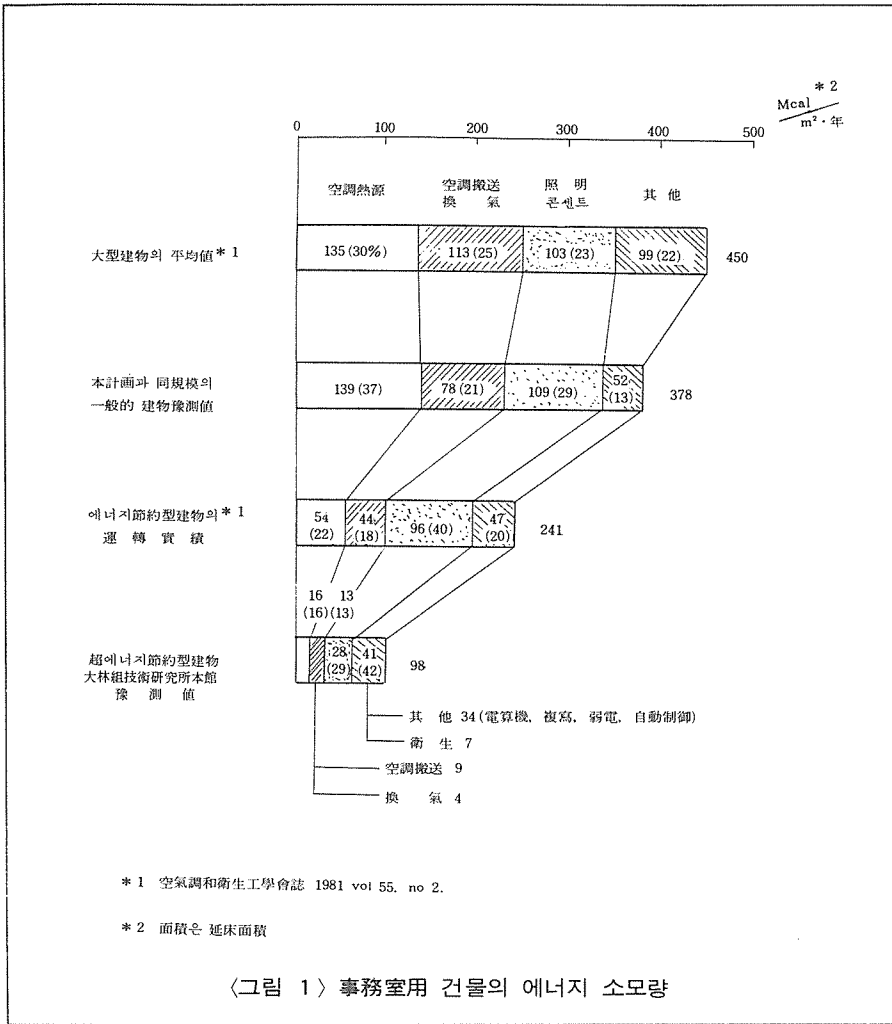 * 2
Mcal
m²·年
0 100 200 300 400 500
空調熱源
空調搬送
換 氣
照 明
콘센트
其 他
大型建物의 平均値 * 1
135 (30%) 113 (25) 103 (23) 99 (22) 450
本計画과 同規模의
一般的 建物豫測値
139 (37) 78 (21) 109 (29) 52
(13)
378
에너지節約型建物의 * 1
運 轉 實 績
54
(22)
44
(18)
96 (40)
47
(20)
241
16 13
(16) (13)
超에너지節約型建物
大林組技術研究所本館
豫 測 値
28
(29)
41
(42)
98
其 他 34 (電算機, 複寫, 弱電, 自動制御)
衛 生 7
空調搬送 9
換 氣 4
* 1 空氣調和衛生工學會誌 1981 vol 55. no 2.
* 2 面積은 延床面積
〈그림 1〉 事務室用 건물의 에너지 소모량